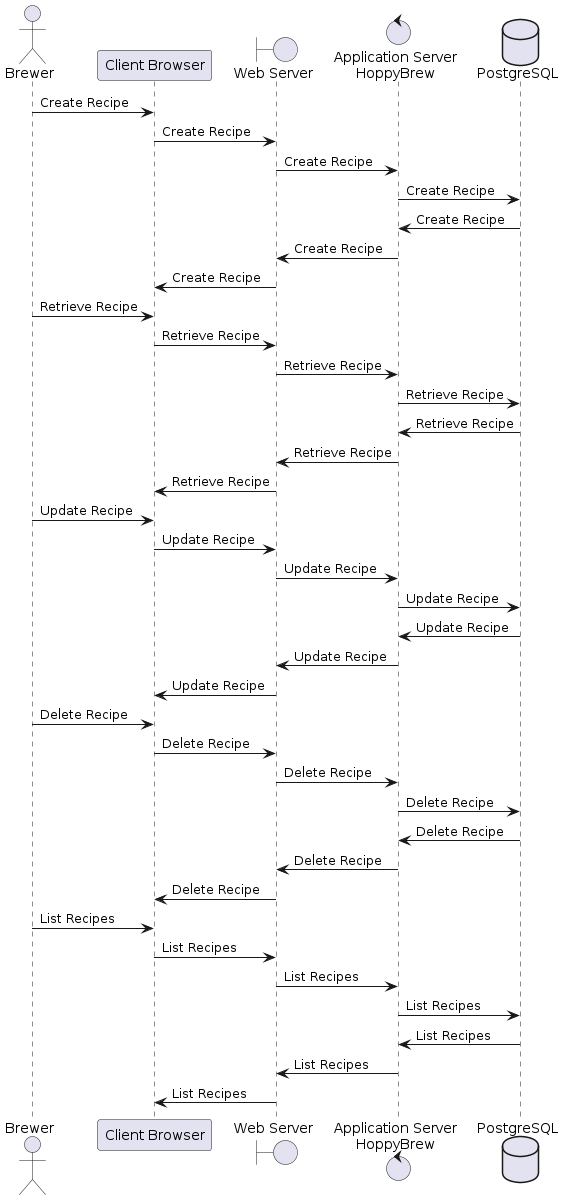 Brewer
Client Browser
Web Server
Application Server
HoppyBrew
PostgreSQL
Create Recipe
Create Recipe
Create Recipe
Create Recipe
Create Recipe
Create Recipe
Create Recipe
Retrieve Recipe
Retrieve Recipe
Retrieve Recipe
Retrieve Recipe
Retrieve Recipe
Retrieve Recipe
Retrieve Recipe
Update Recipe
Update Recipe
Update Recipe
Update Recipe
Update Recipe
Update Recipe
Update Recipe
Delete Recipe
Delete Recipe
Delete Recipe
Delete Recipe
Delete Recipe
Delete Recipe
Delete Recipe
List Recipes
List Recipes
List Recipes
List Recipes
List Recipes
List Recipes
List Recipes
Brewer
Client Browser
Web Server
Application Server
HoppyBrew
PostgreSQL